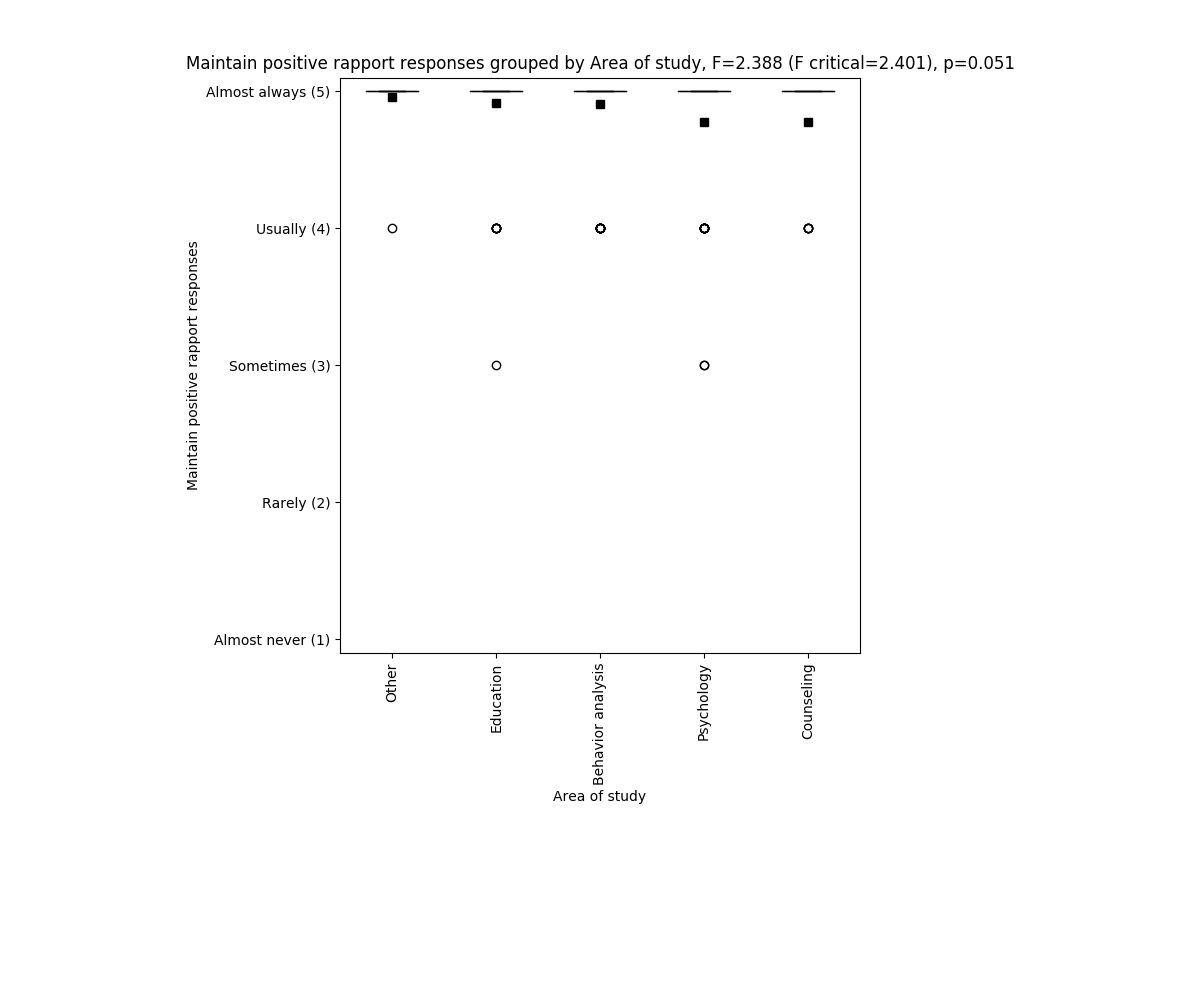 Maintain positive rapport responses grouped by Area of study, F=2.388 (F critical=2.401), p=0.051
Almost always (5)
Usually (4)
Sometimes (3)
Rarely (2)
Almost never (1)
Maintain positive rapport responses
Other
Education
Behavior analysis
Psychology
Counseling
Area of study